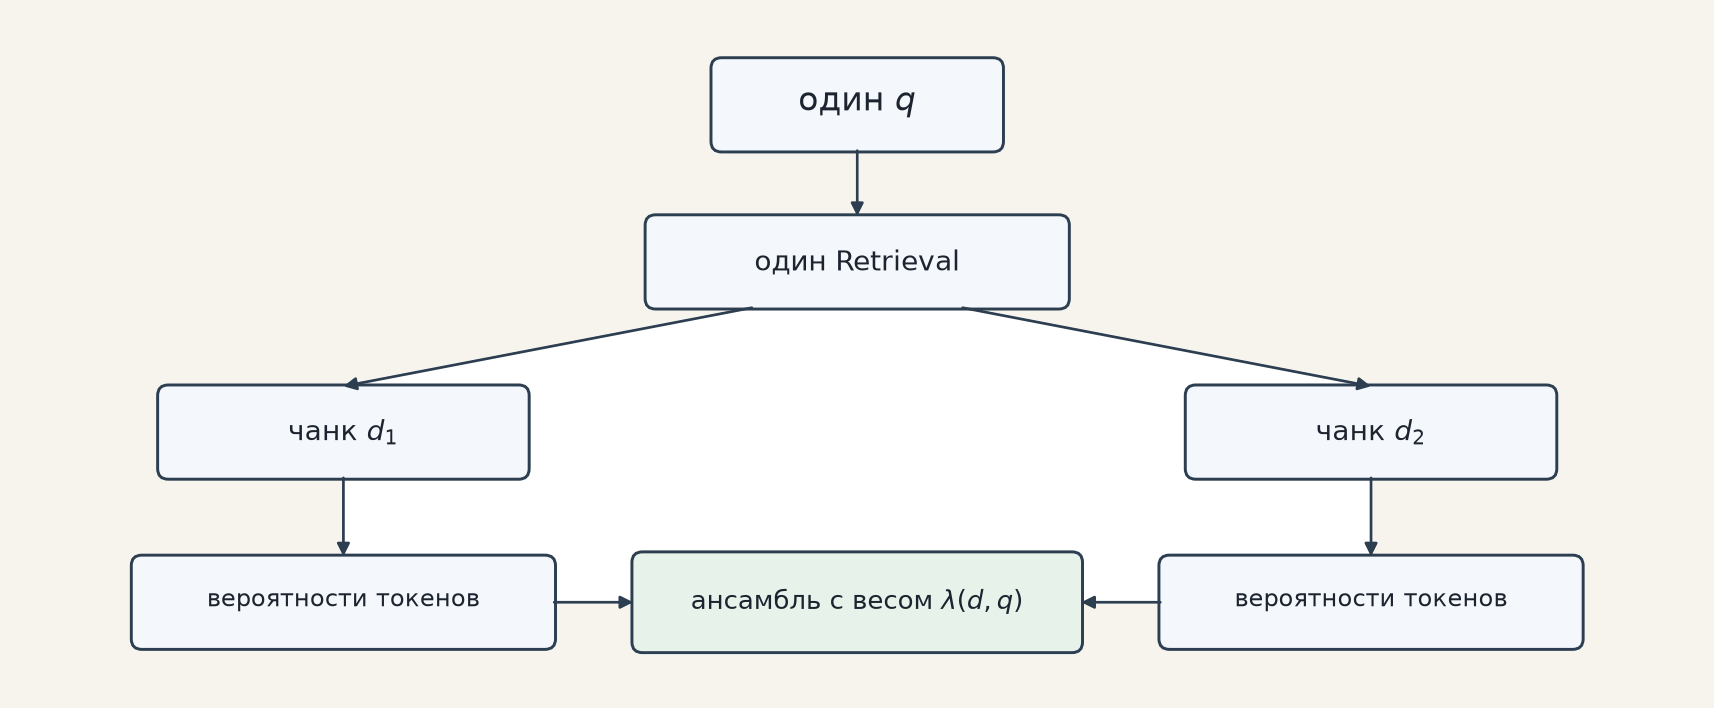 один q
один Retrieval
чанк d₁
чанк d₂
вероятности токенов
ансамбль с весом λ(d, q)
вероятности токенов